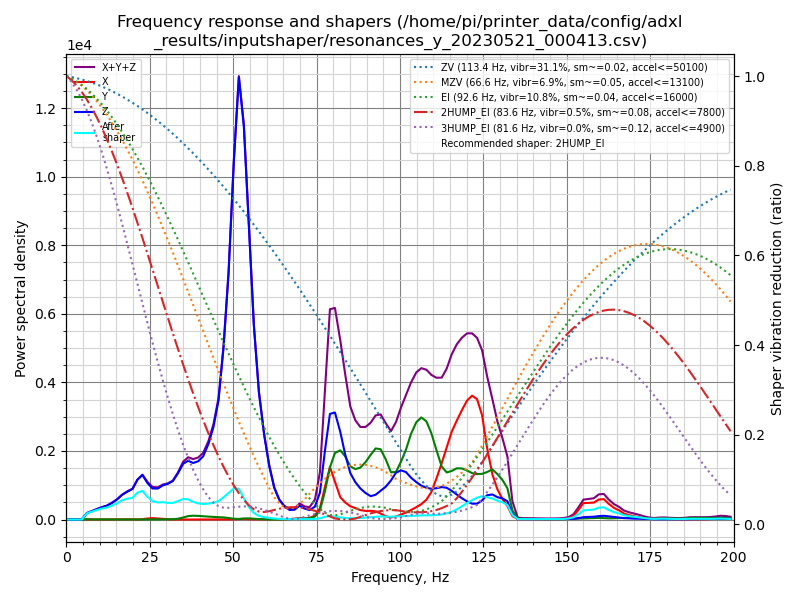 Frequency response and shapers (/home/pi/printer_data/config/adxl
_results/inputshaper/resonances_y_20230521_000413.csv)
1e4
X+Y+Z
X
Y
Z
After
shaper
ZV (113.4 Hz, vibr=31.1%, sm~=0.02, accel<=50100)
MZV (66.6 Hz, vibr=6.9%, sm~=0.05, accel<=13100)
EI (92.6 Hz, vibr=10.8%, sm~=0.04, accel<=16000)
2HUMP_EI (83.6 Hz, vibr=0.5%, sm~=0.08, accel<=7800)
3HUMP_EI (81.6 Hz, vibr=0.0%, sm~=0.12, accel<=4900)
Recommended shaper: 2HUMP_EI
Power spectral density
1.2
1.0
0.8
0.6
0.4
0.2
0.0
1.0
0.8
0.6
0.4
0.2
0.0
Shaper vibration reduction (ratio)
0 25 50 75 100 125 150 175 200
Frequency, Hz